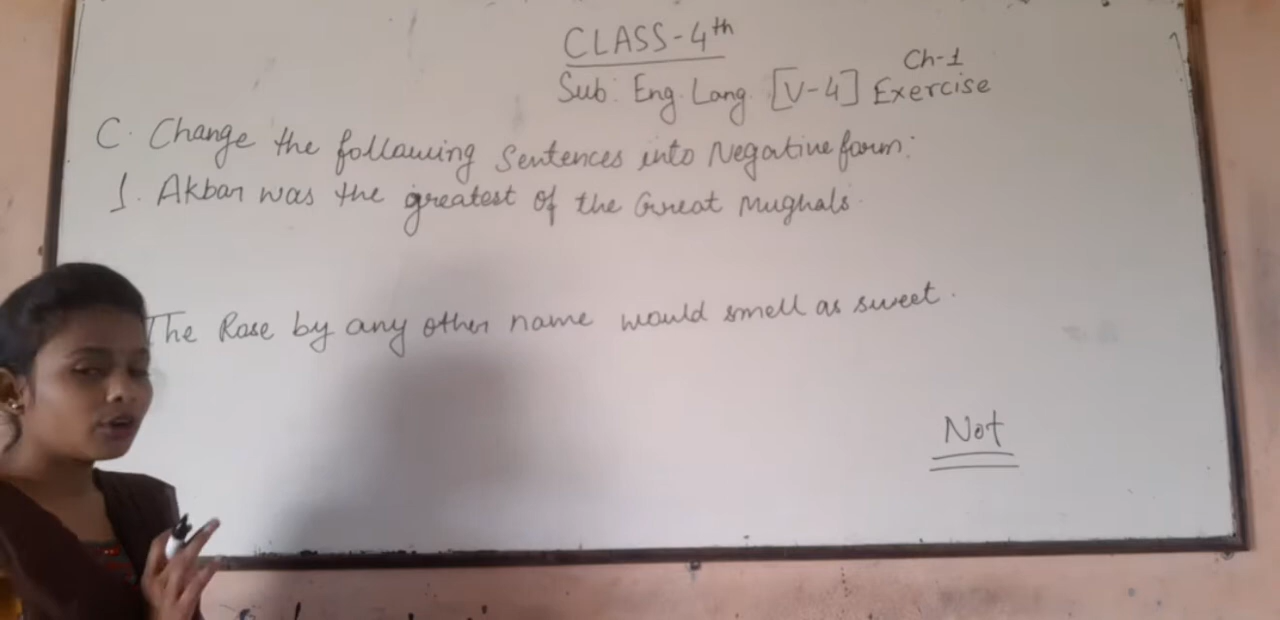 CLASS-4th
Ch-1
Sub: Eng. Lang. [V-4] Exercise
C. Change the following Sentences into Negative form:
1. Akbar was the greatest of the Great Mughals.
The Rose by any other name would smell as sweet.
Not